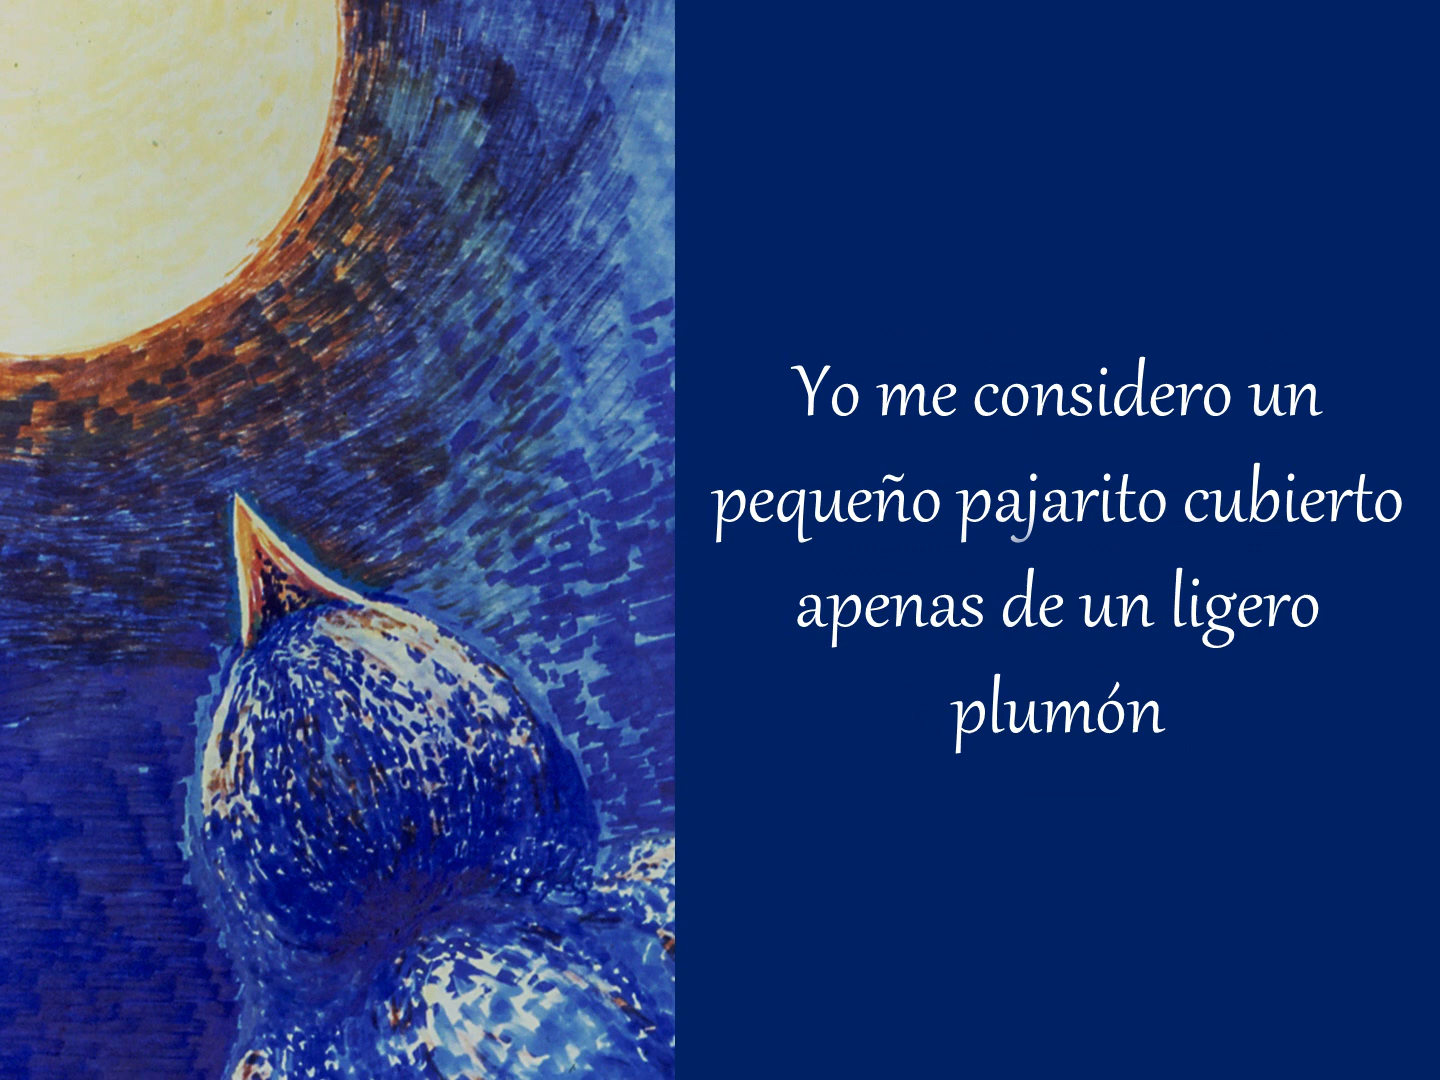 Yo me considero un
pequeño pajarito cubierto
apenas de un ligero
plumón